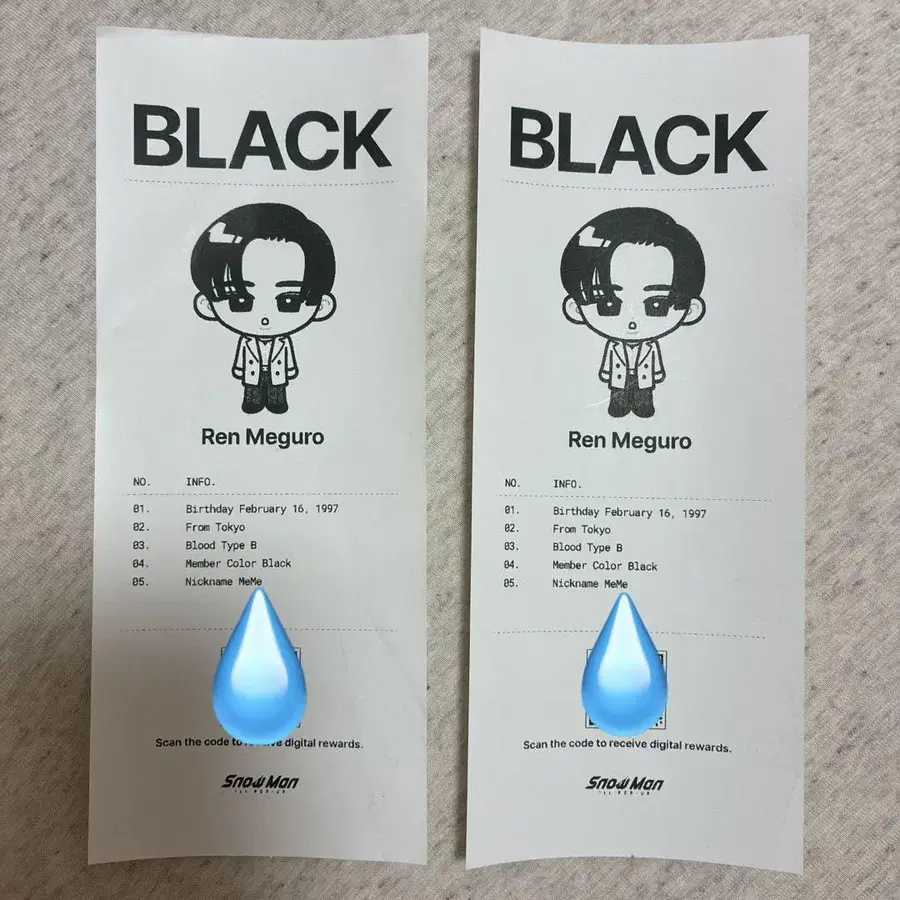 BLACK
Ren Meguro
NO. INFO.
01. Birthday February 16, 1997
02. From Tokyo
03. Blood Type B
04. Member Color Black
05. Nickname MeMe
Scan the code to receive digital rewards.
Snow Man
BLACK
Ren Meguro
NO. INFO.
01. Birthday February 16, 1997
02. From Tokyo
03. Blood Type B
04. Member Color Black
05. Nickname MeMe
Scan the code to receive digital rewards.
Snow Man